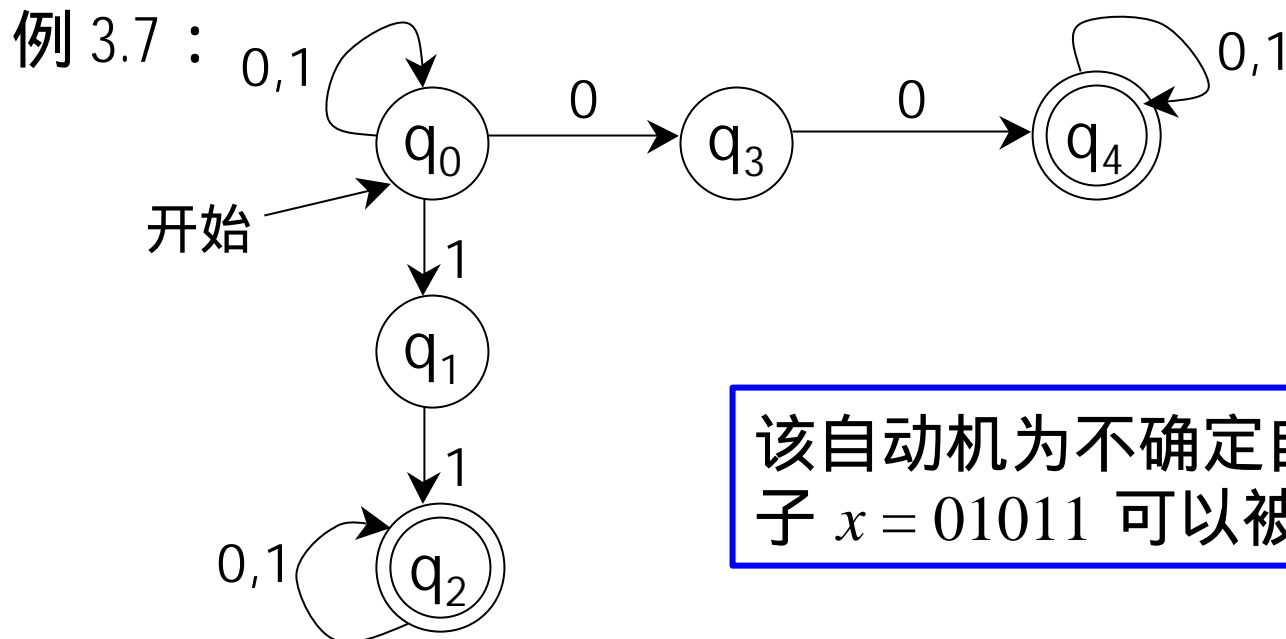 例 3.7 :
0,1
0
0
0,1
q0
q3
q4
开始
1
q1
该自动机为不确定
子 x = 01011 可以被
1
0,1
q2